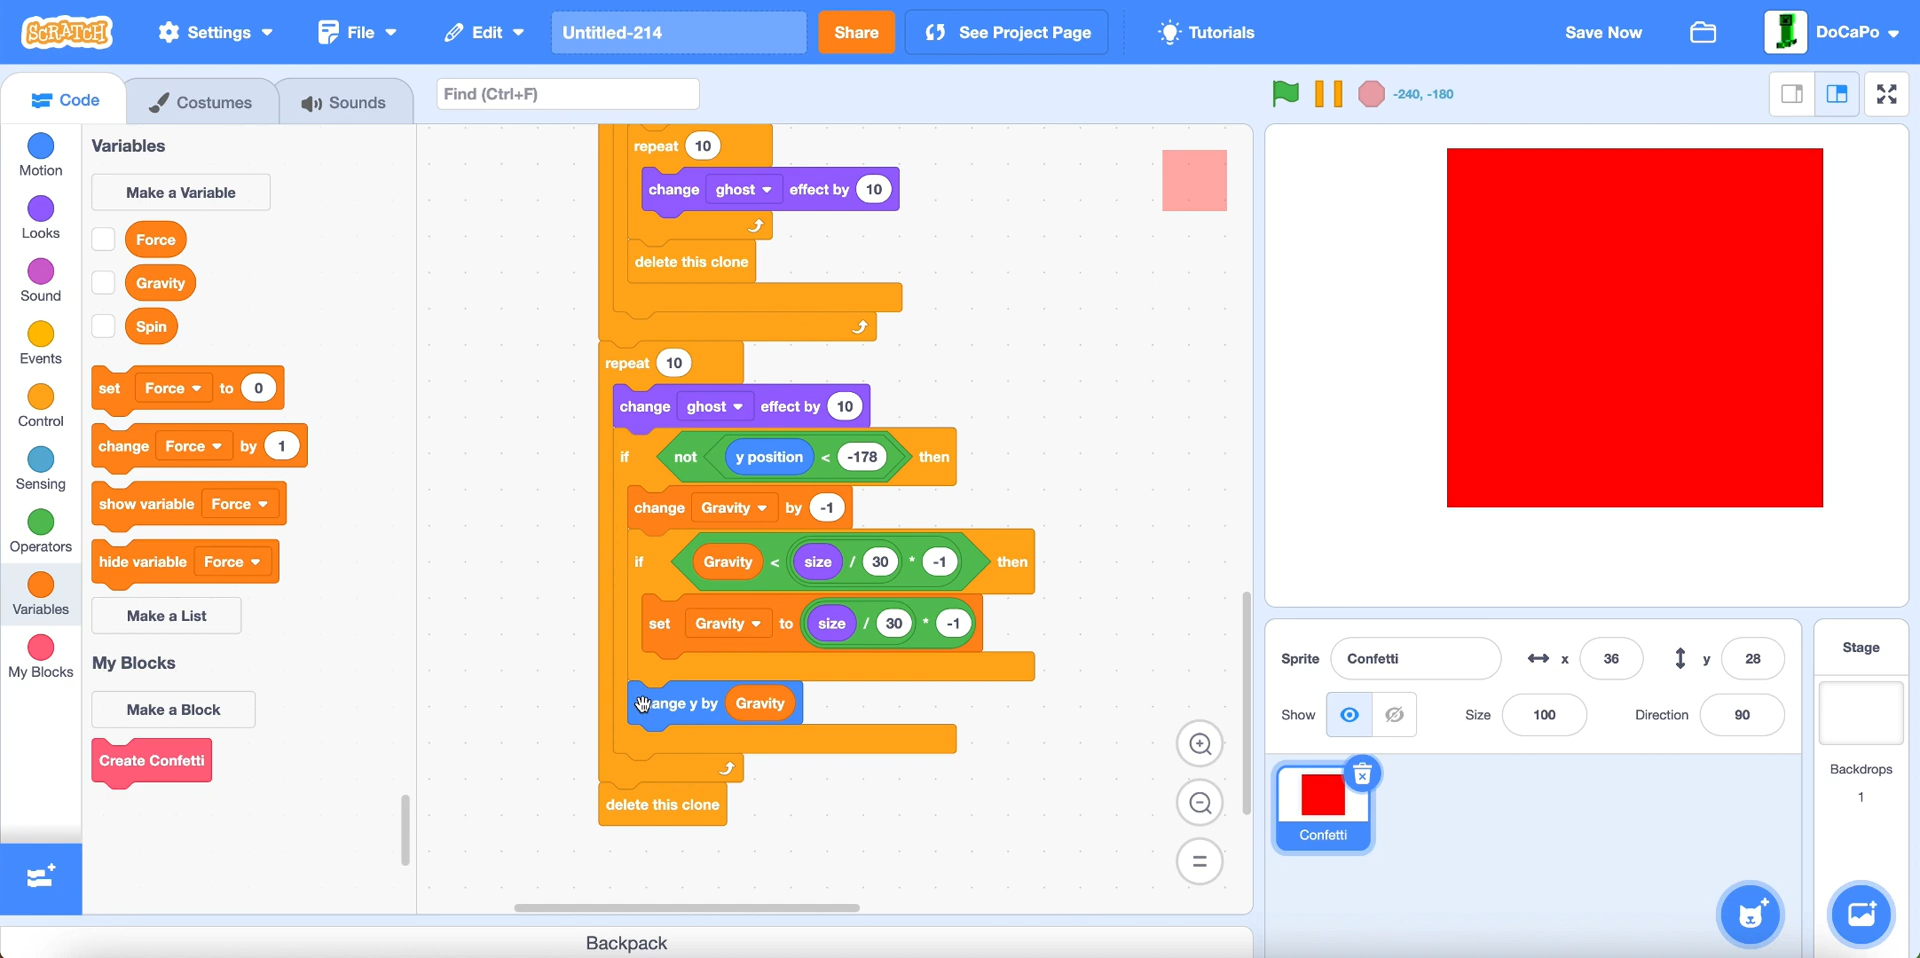 SCRATCH Settings File Edit Untitled-214 Share See Project Page Tutorials Save Now DoCaPo
Code Costumes Sounds Find (Ctrl+F) -240, -180
Motion
Looks
Sound
Events
Control
Sensing
Operators
Variables
My Blocks
Variables
Make a Variable
Force
Gravity
Spin
set Force to 0
change Force by 1
show variable Force
hide variable Force
Make a List
My Blocks
Make a Block
Create Confetti
repeat 10
change ghost effect by 10
delete this clone
repeat 10
change ghost effect by 10
if not y position < -178 then
change Gravity by -1
if Gravity < size / 30 * -1 then
set Gravity to size / 30 * -1
ange y by Gravity
delete this clone
=
Backpack
Sprite Confetti x 36 y 28
Show Size 100 Direction 90
Confetti
Stage
Backdrops
1